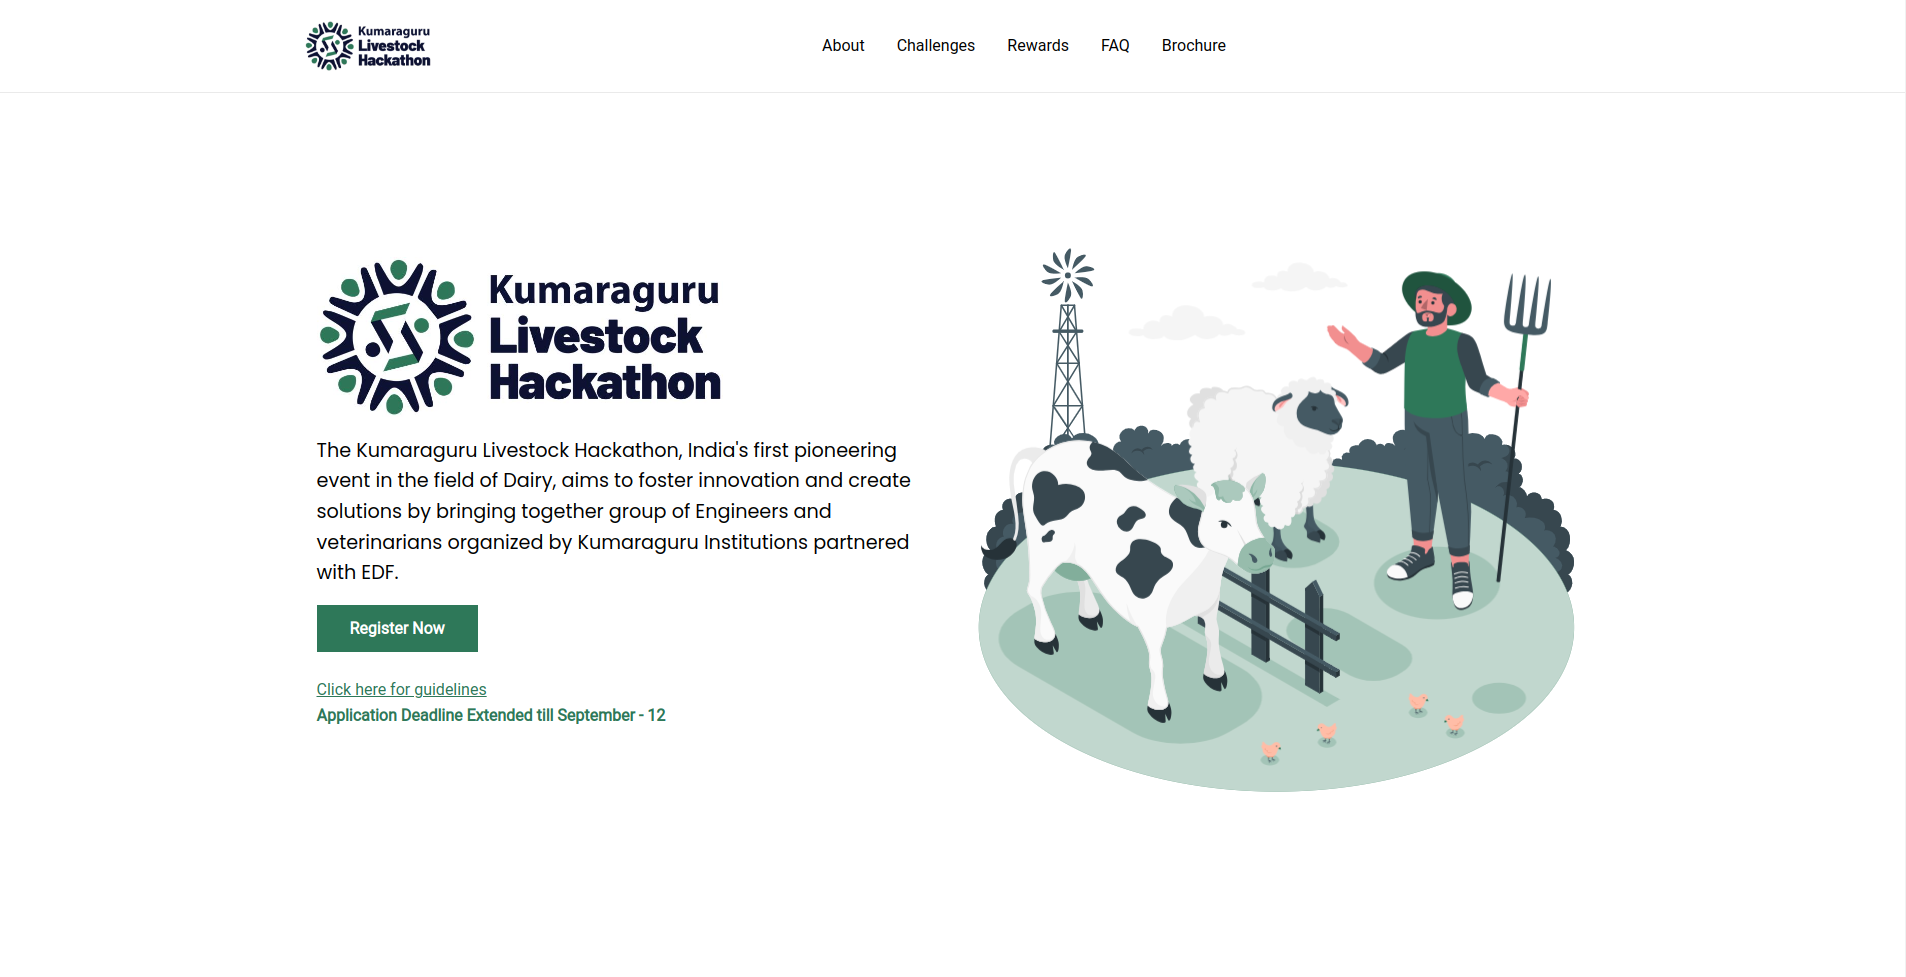 Kumaraguru
Livestock
Hackathon
About
Challenges
Rewards
FAQ
Brochure
Kumaraguru
Livestock
Hackathon
The Kumaraguru Livestock Hackathon, India's first pioneering
event in the field of Dairy, aims to foster innovation and create
solutions by bringing together group of Engineers and
veterinarians organized by Kumaraguru Institutions partnered
with EDF.
Register Now
Click here for guidelines
Application Deadline Extended till September - 12